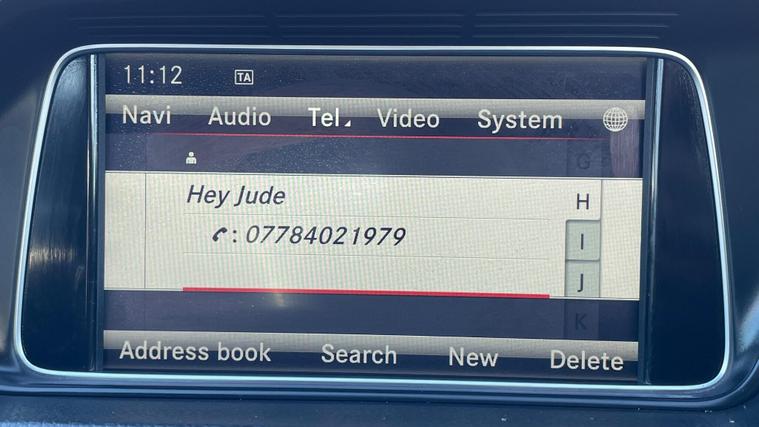 11:12 TA
Navi Audio Tel Video System
G
Hey Jude H
: 07784021979 I
J
K
Address book Search New Delete